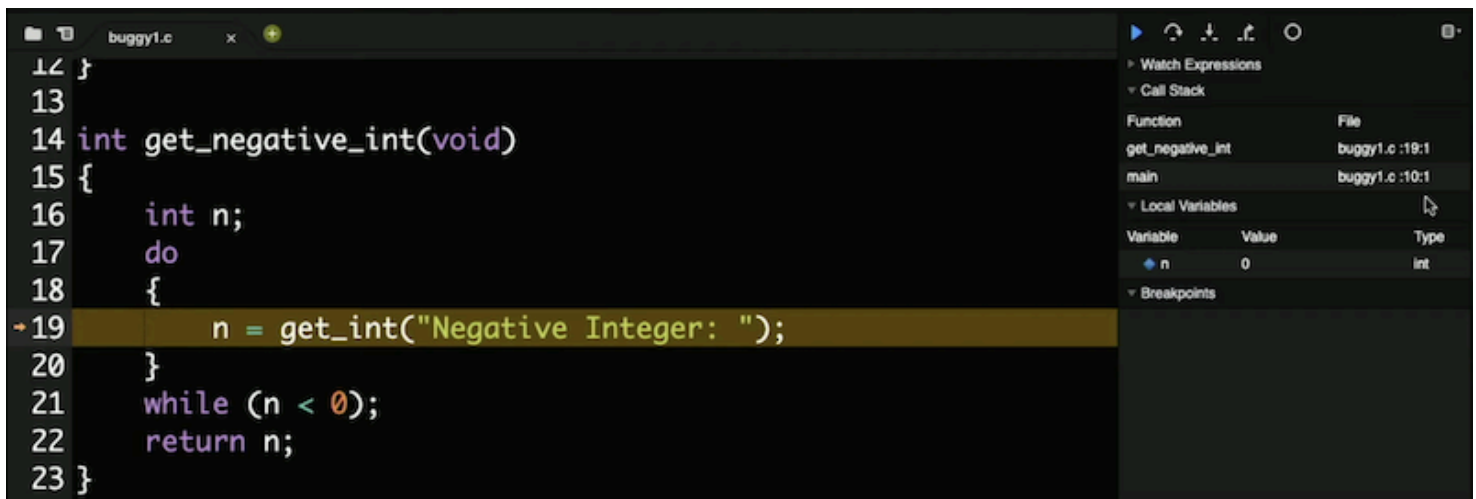 buggy1.c x
12 }
13
14 int get_negative_int(void)
15 {
16 int n;
17 do
18 {
19 n = get_int("Negative Integer: ");
20 }
21 while (n < 0);
22 return n;
23 }
Watch Expressions
Call Stack
Function File
get_negative_int buggy1.c :19:1
main buggy1.c :10:1
Local Variables
Variable Value Type
n 0 int
Breakpoints